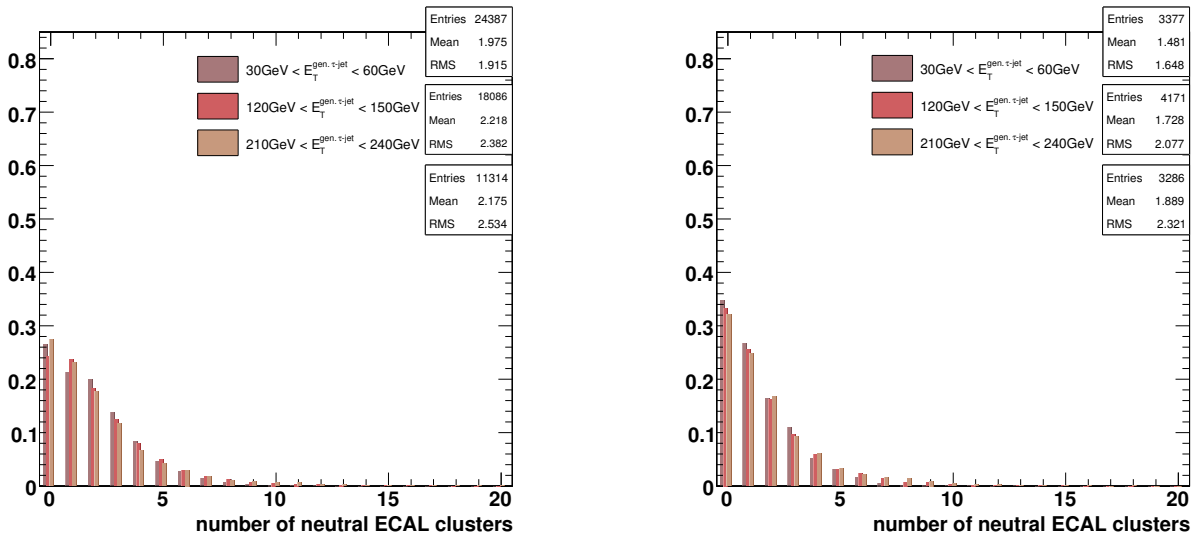 Entries 24387
Mean 1.975
RMS 1.915
Entries 18086
Mean 2.218
RMS 2.382
Entries 11314
Mean 2.175
RMS 2.534
30GeV < E_T^gen. τ-jet < 60GeV
120GeV < E_T^gen. τ-jet < 150GeV
210GeV < E_T^gen. τ-jet < 240GeV
0.8
0.7
0.6
0.5
0.4
0.3
0.2
0.1
0
0 5 10 15 20
number of neutral ECAL clusters
Entries 3377
Mean 1.481
RMS 1.648
Entries 4171
Mean 1.728
RMS 2.077
Entries 3286
Mean 1.889
RMS 2.321
30GeV < E_T^gen. τ-jet < 60GeV
120GeV < E_T^gen. τ-jet < 150GeV
210GeV < E_T^gen. τ-jet < 240GeV
0.8
0.7
0.6
0.5
0.4
0.3
0.2
0.1
0
0 5 10 15 20
number of neutral ECAL clusters